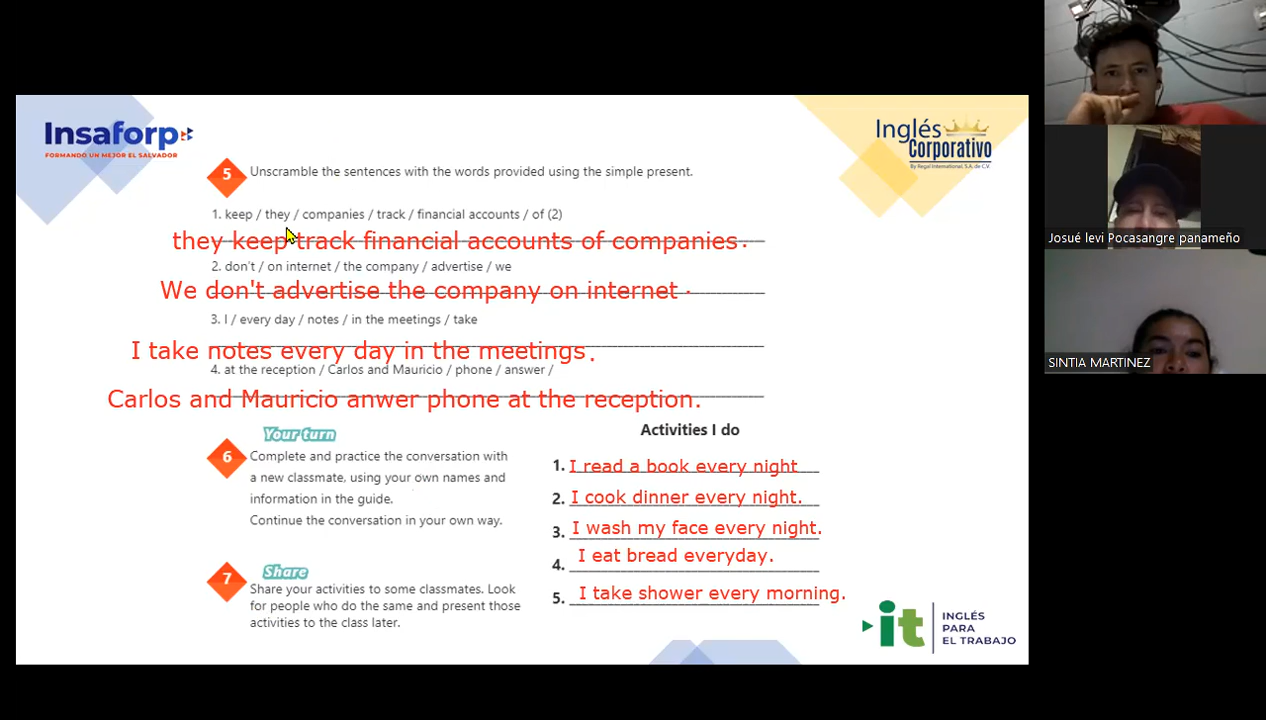 Insaforp
FORMANDO UN MEJOR EL SALVADOR
Inglés
Corporativo
By Regal International, S.A. de C.V.
5 Unscramble the sentences with the words provided using the simple present.
1. keep / they / companies / track / financial accounts / of (2)
they keep track financial accounts of companies.
2. don't / on internet / the company / advertise / we
We don't advertise the company on internet .
3. I / every day / notes / in the meetings / take
I take notes every day in the meetings.
4. at the reception / Carlos and Mauricio / phone / answer /
Carlos and Mauricio anwer phone at the reception.
6 Your turn
Complete and practice the conversation with
a new classmate, using your own names and
information in the guide.
Continue the conversation in your own way.
7 Share
Share your activities to some classmates. Look
for people who do the same and present those
activities to the class later.
Activities I do
1. I read a book every night
2. I cook dinner every night.
3. I wash my face every night.
4. I eat bread everyday.
5. I take shower every morning.
it INGLÉS
PARA
EL TRABAJO
Josué levi Pocasangre panameño
SINTIA MARTINEZ